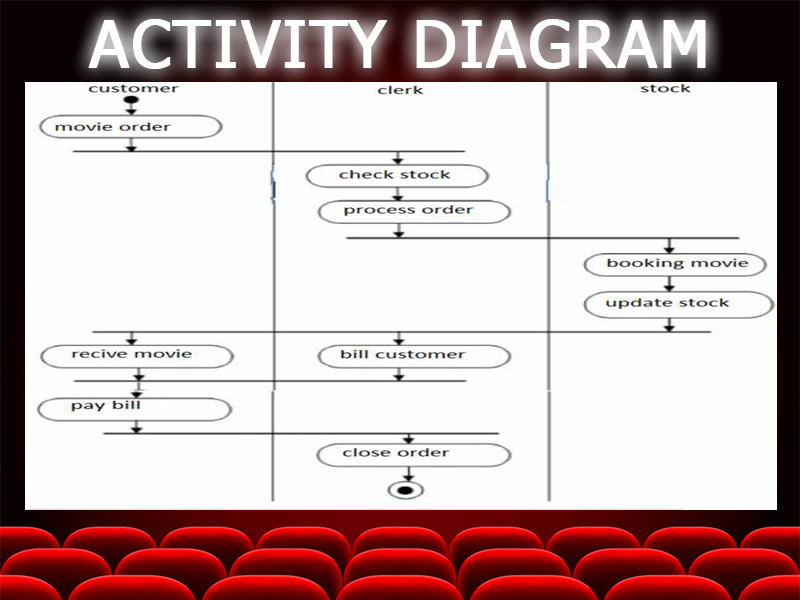 ACTIVITY DIAGRAM
customer
clerk
stock
movie order
check stock
process order
booking movie
update stock
recive movie
bill customer
pay bill
close order